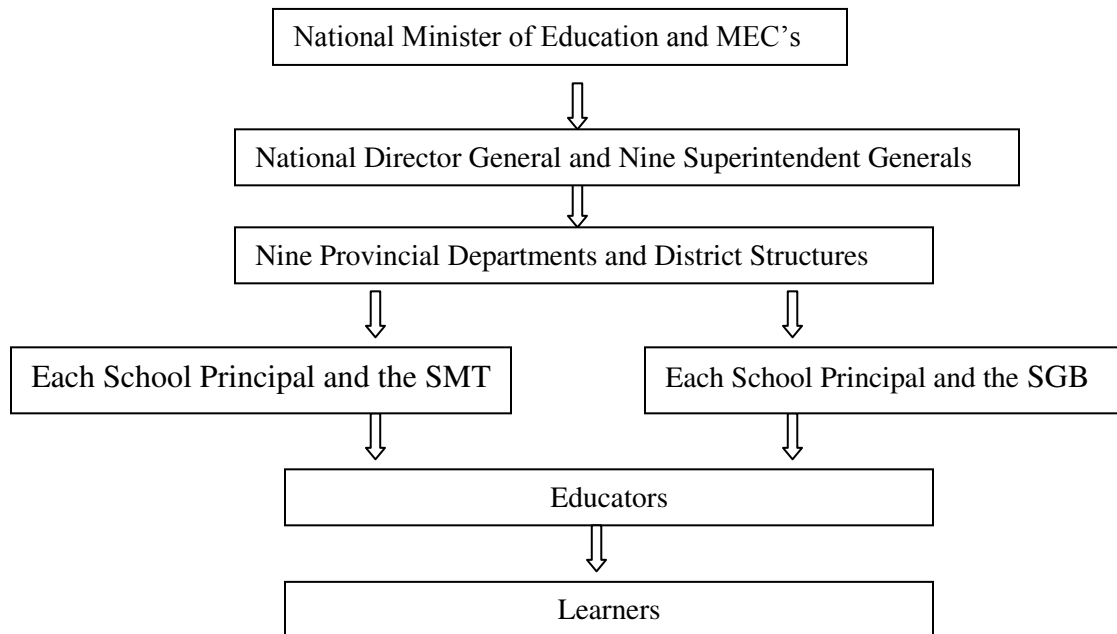 National Minister of Education and MEC’s
National Director General and Nine Superintendent Generals
Nine Provincial Departments and District Structures
Each School Principal and the SMT
Each School Principal and the SGB
Educators
Learners